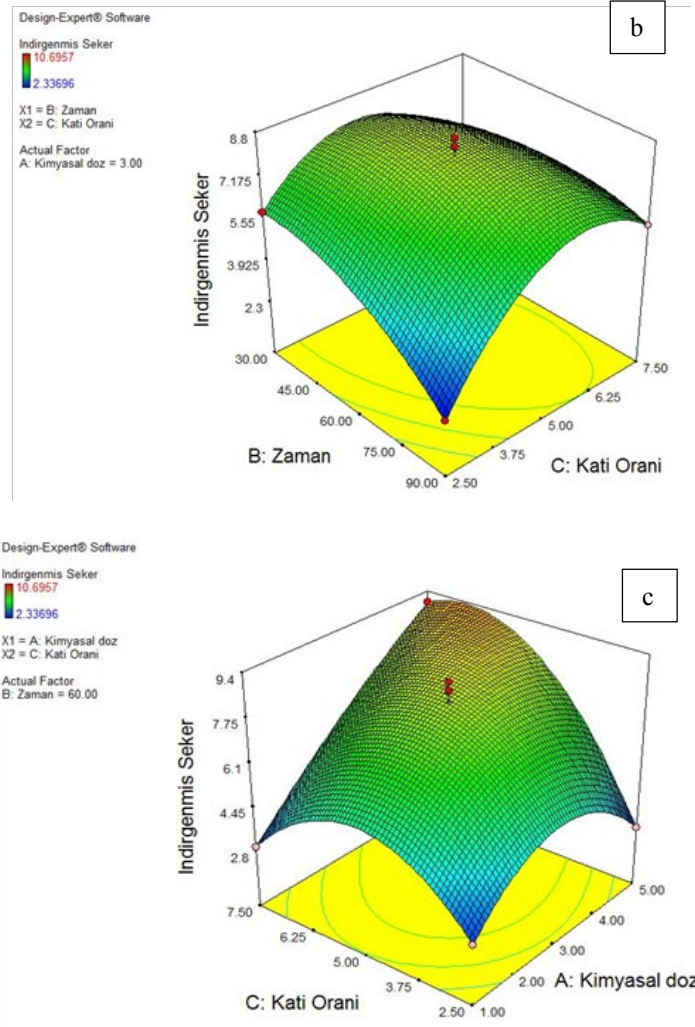 Design-Expert® Software
b
Indirgenmis Seker
10.6957
2.33696
X1 = B: Zaman
X2 = C: Kati Orani
Actual Factor
A: Kimyasal doz = 3.00
8.8
7.175
5.55
3.925
2.3
Indirgenmis Seker
30.00
45.00
60.00
75.00
90.00
B: Zaman
2.50
3.75
5.00
6.25
7.50
C: Kati Orani
Design-Expert® Software
c
Indirgenmis Seker
10.6957
2.33696
X1 = A: Kimyasal doz
X2 = C: Kati Orani
Actual Factor
B: Zaman = 60.00
9.4
7.75
6.1
4.45
2.8
Indirgenmis Seker
7.50
6.25
5.00
3.75
2.50
C: Kati Orani
1.00
2.00
3.00
4.00
5.00
A: Kimyasal doz